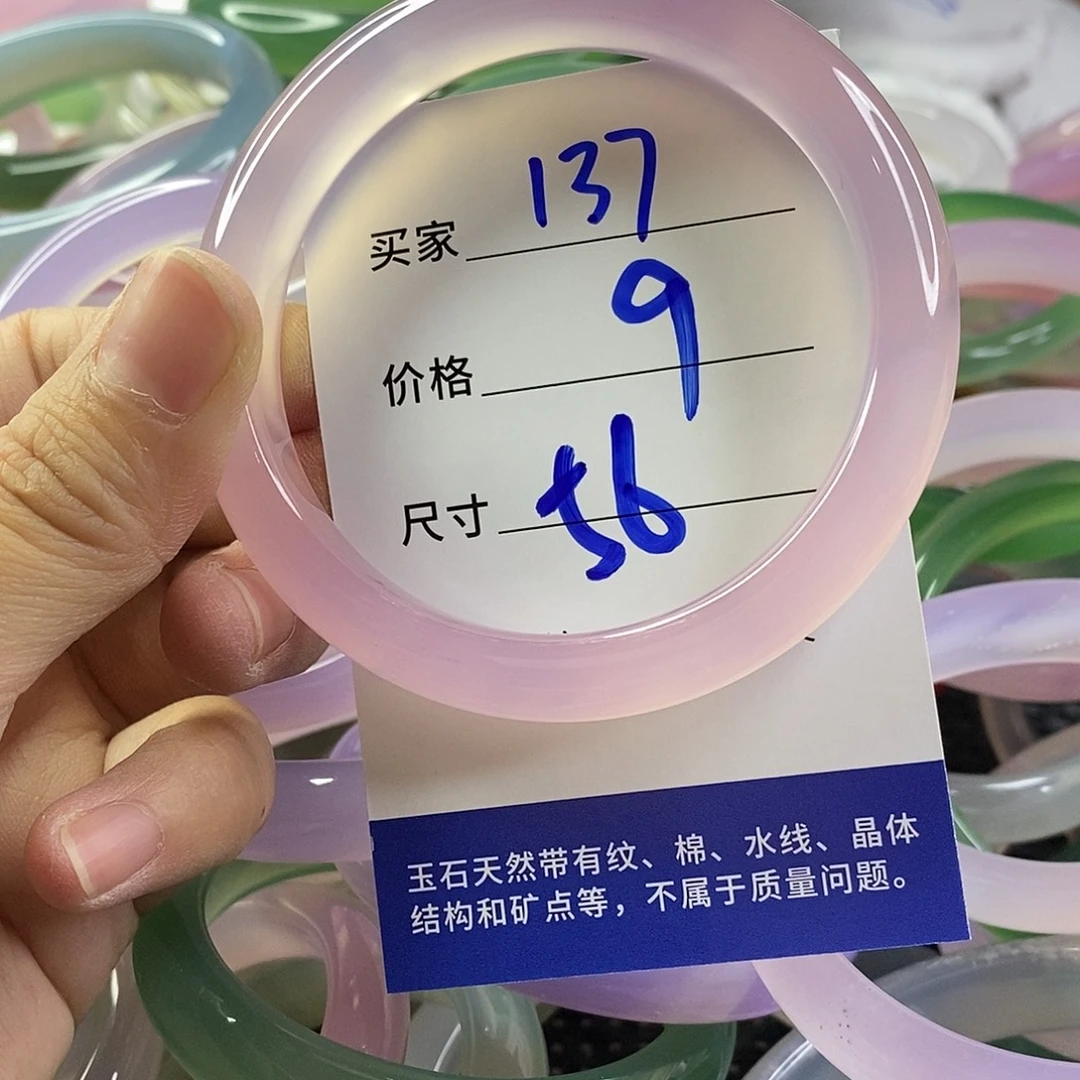 买家 137
价格 9
尺寸 56
玉石天然带有纹、棉、水线、晶体
结构和矿点等，不属于质量问题。